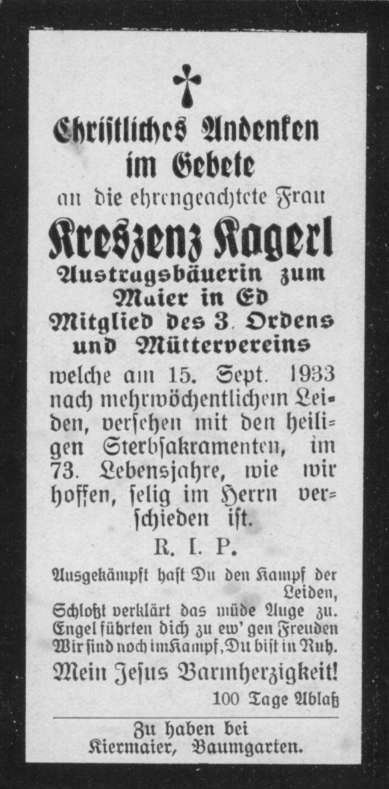 Christliches Andenken
im Gebete
an die ehrengeachtete Frau
Kreszenz Kagerl
Austragsbäuerin zum
Maier in Ed
Mitglied des 3. Ordens
und Müttervereins
welche am 15. Sept. 1933
nach mehrwöchentlichem Lei-
den, versehen mit den heili-
gen Sterbsakramenten, im
73. Lebensjahre, wie wir
hoffen, selig im Herrn ver-
schieden ist.
R. I. P.
Ausgekämpft hast Du den Kampf der
Leiden,
Schloßt verklärt das müde Auge zu.
Engel führten dich zu ew'gen Freuden
Wir sind noch im Kampf, Du bist in Ruh.
Mein Jesus Barmherzigkeit!
100 Tage Ablaß
Zu haben bei
Kiermaier, Baumgarten.